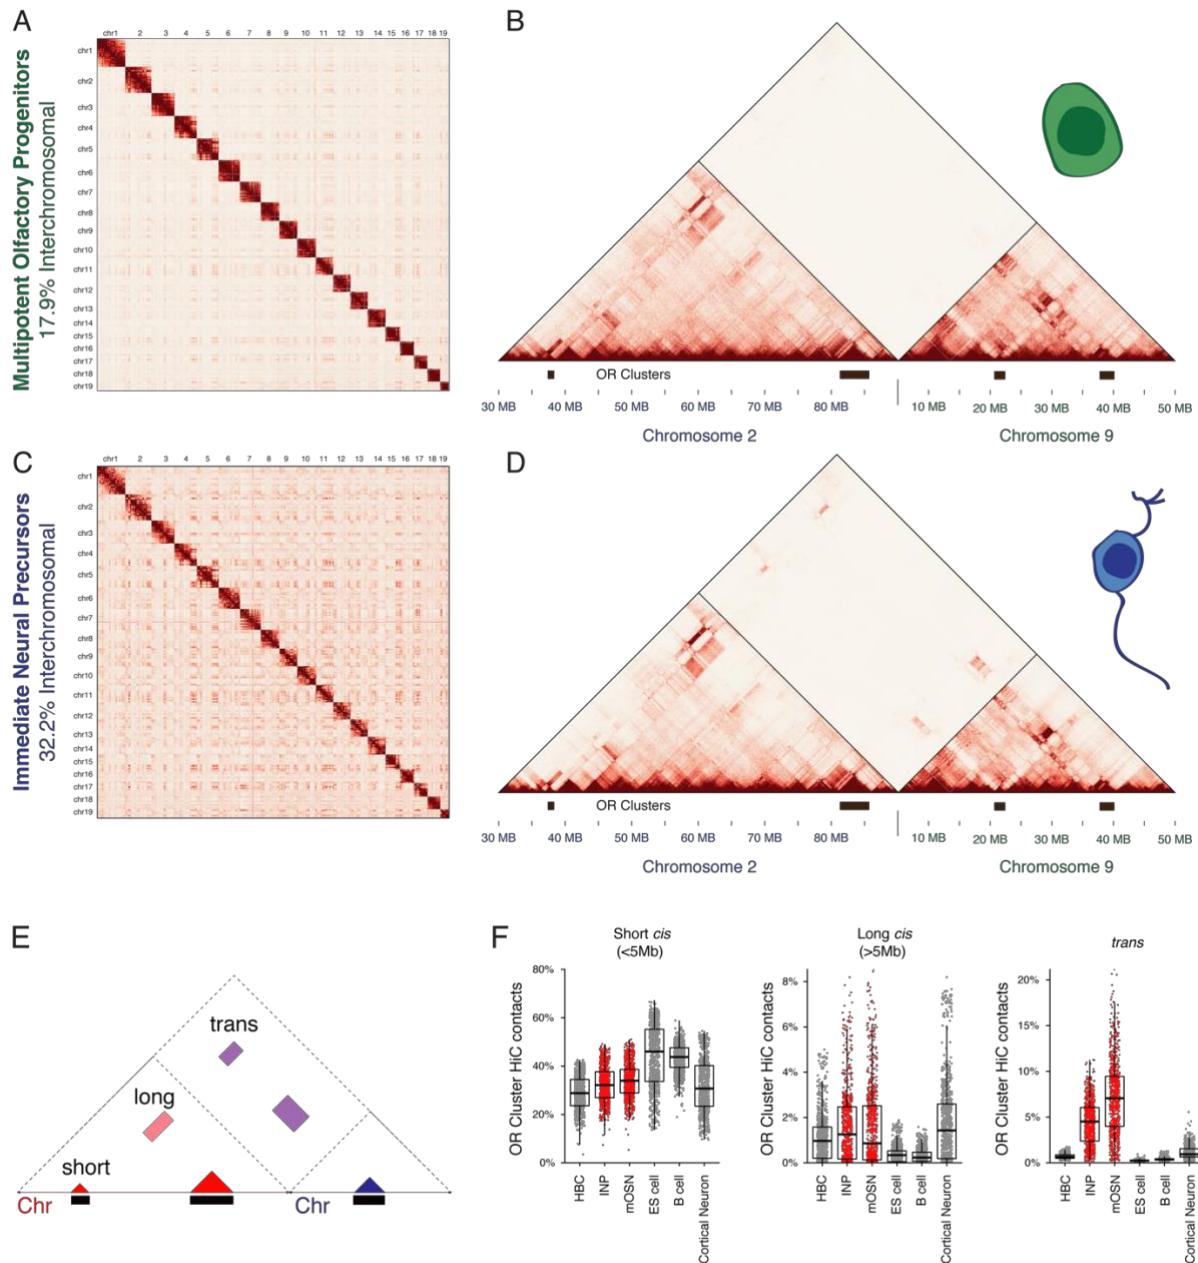 A
Multipotent Olfactory Progenitors
17.9% Interchromosomal
chr1 2 3 4 5 6 7 8 9 10 11 12 13 14 15 16 17 18 19
chr1
chr2
chr3
chr4
chr5
chr6
chr7
chr8
chr9
chr10
chr11
chr12
chr13
chr14
chr15
chr16
chr17
chr18
chr19
B
OR Clusters
30 MB 40 MB 50 MB 60 MB 70 MB 80 MB 10 MB 20 MB 30 MB 40 MB 50 MB
Chromosome 2 Chromosome 9
C
Immediate Neural Precursors
32.2% Interchromosomal
chr1 2 3 4 5 6 7 8 9 10 11 12 13 14 15 16 17 18 19
chr1
chr2
chr3
chr4
chr5
chr6
chr7
chr8
chr9
chr10
chr11
chr12
chr13
chr14
chr15
chr16
chr17
chr18
chr19
D
OR Clusters
30 MB 40 MB 50 MB 60 MB 70 MB 80 MB 10 MB 20 MB 30 MB 40 MB 50 MB
Chromosome 2 Chromosome 9
E
trans
long
short
Chr Chr
F
Short cis
(<5Mb)
OR Cluster HiC contacts
80%
60%
40%
20%
0%
HBC
INP
mOSN
ES cell
B cell
Cortical Neuron
Long cis
(>5Mb)
OR Cluster HiC contacts
8%
6%
4%
2%
0%
HBC
INP
mOSN
ES cell
B cell
Cortical Neuron
trans
OR Cluster HiC contacts
20%
15%
10%
5%
0%
HBC
INP
mOSN
ES cell
B cell
Cortical Neuron